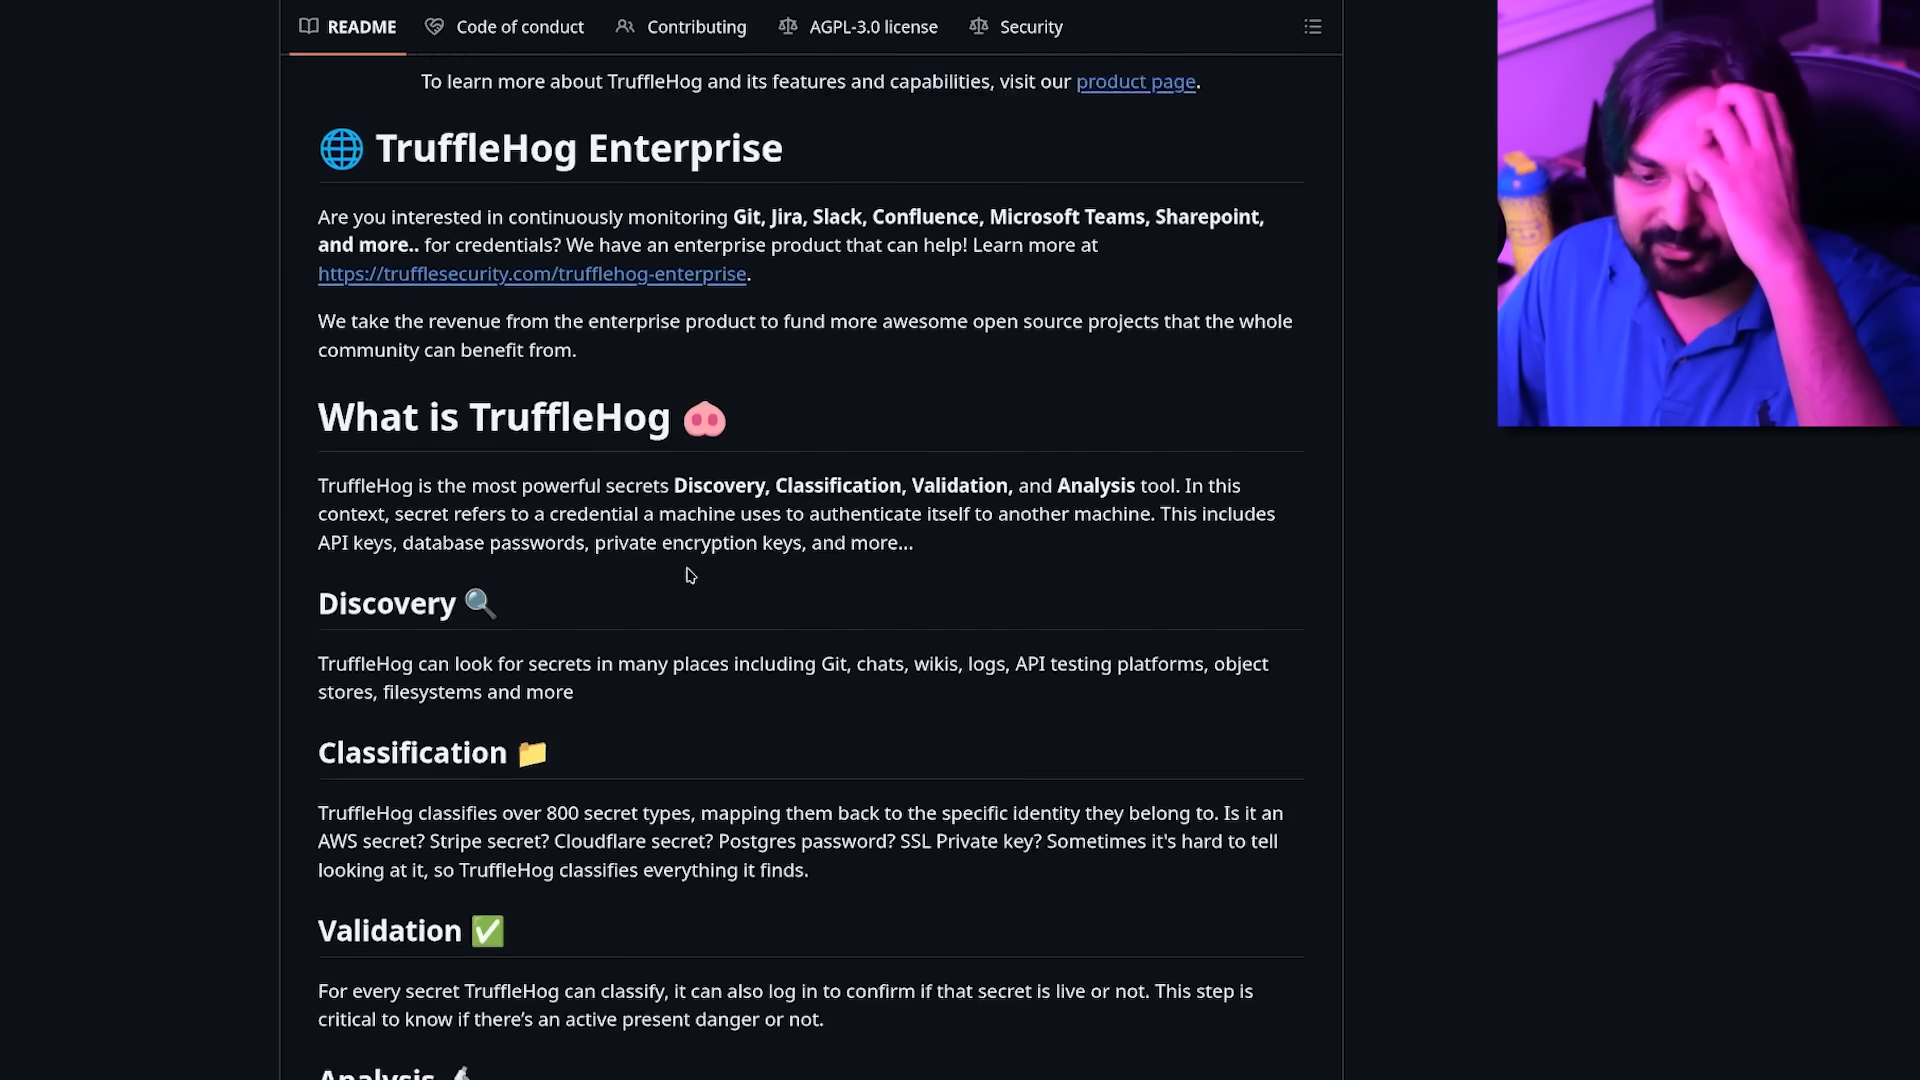 README
Code of conduct
Contributing
AGPL-3.0 license
Security
To learn more about TruffleHog and its features and capabilities, visit our product page.
🌐 TruffleHog Enterprise
Are you interested in continuously monitoring Git, Jira, Slack, Confluence, Microsoft Teams, Sharepoint,
and more.. for credentials? We have an enterprise product that can help! Learn more at
https://trufflesecurity.com/trufflehog-enterprise.
We take the revenue from the enterprise product to fund more awesome open source projects that the whole
community can benefit from.
What is TruffleHog 🐽
TruffleHog is the most powerful secrets Discovery, Classification, Validation, and Analysis tool. In this
context, secret refers to a credential a machine uses to authenticate itself to another machine. This includes
API keys, database passwords, private encryption keys, and more...
Discovery 🔍
TruffleHog can look for secrets in many places including Git, chats, wikis, logs, API testing platforms, object
stores, filesystems and more
Classification 📁
TruffleHog classifies over 800 secret types, mapping them back to the specific identity they belong to. Is it an
AWS secret? Stripe secret? Cloudflare secret? Postgres password? SSL Private key? Sometimes it's hard to tell
looking at it, so TruffleHog classifies everything it finds.
Validation ✅
For every secret TruffleHog can classify, it can also log in to confirm if that secret is live or not. This step is
critical to know if there’s an active present danger or not.
Analysis 🔬